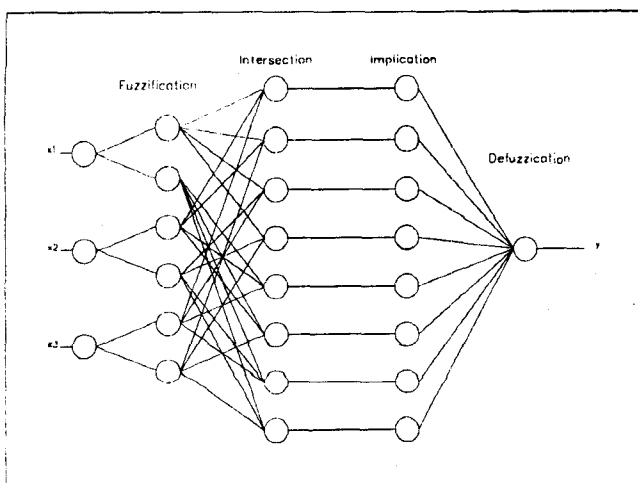 Intersection Implication
Fuzzification
x1
Defuzzication
x2
y
x3